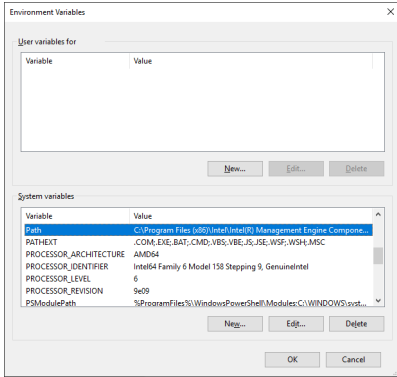 Environment Variables
User variables for
Variable Value
New... Edit... Delete
System variables
Variable Value
Path C:\Program Files (x86)\Intel\Intel(R) Management Engine Compone...
PATHEXT .COM;.EXE;.BAT;.CMD;.VBS;.VBE;.JS;.JSE;.WSF;.WSH;.MSC
PROCESSOR_ARCHITECTURE AMD64
PROCESSOR_IDENTIFIER Intel64 Family 6 Model 158 Stepping 9, GenuineIntel
PROCESSOR_LEVEL 6
PROCESSOR_REVISION 9e09
PSModulePath %ProgramFiles%\WindowsPowerShell\Modules;C:\WINDOWS\syst...
New... Edit... Delete
OK Cancel